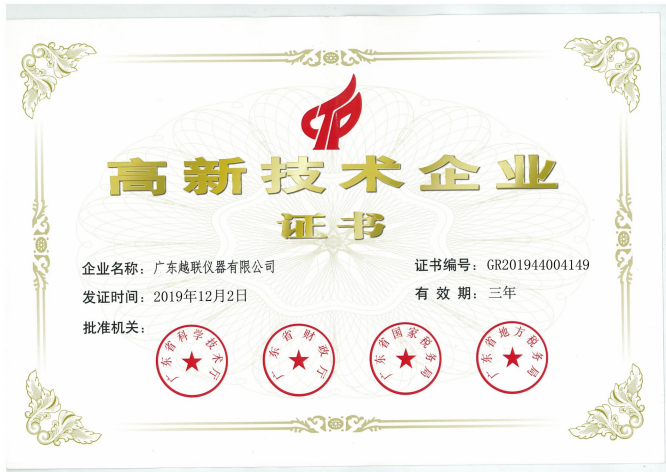 高新技术企业
证书
企业名称：广东越联仪器有限公司
证书编号：GR201944004149
发证时间：2019年12月2日
有效期：三年
批准机关：
广东省科学技术厅
广东省财政厅
广东省国家税务局
广东省地方税务局